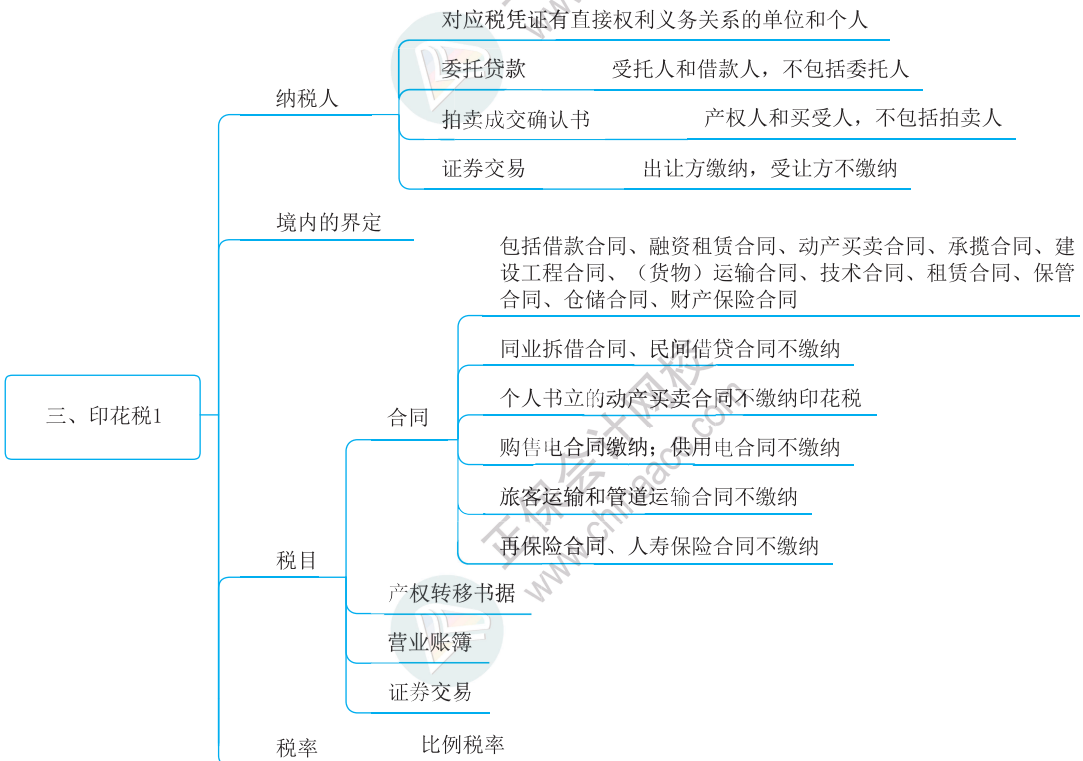 对应税凭证有直接权利义务关系的单位和个人
委托贷款 受托人和借款人，不包括委托人
纳税人
拍卖成交确认书 产权人和买受人，不包括拍卖人
证券交易 出让方缴纳，受让方不缴纳
境内的界定
包括借款合同、融资租赁合同、动产买卖合同、承揽合同、建
设工程合同、（货物）运输合同、技术合同、租赁合同、保管
合同、仓储合同、财产保险合同
同业拆借合同、民间借贷合同不缴纳
个人书立的动产买卖合同不缴纳印花税
三、印花税1
合同
购售电合同缴纳；供用电合同不缴纳
旅客运输和管道运输合同不缴纳
再保险合同、人寿保险合同不缴纳
税目
产权转移书据
营业账簿
证券交易
税率 比例税率
正保会计网校
www.chinaacc.com